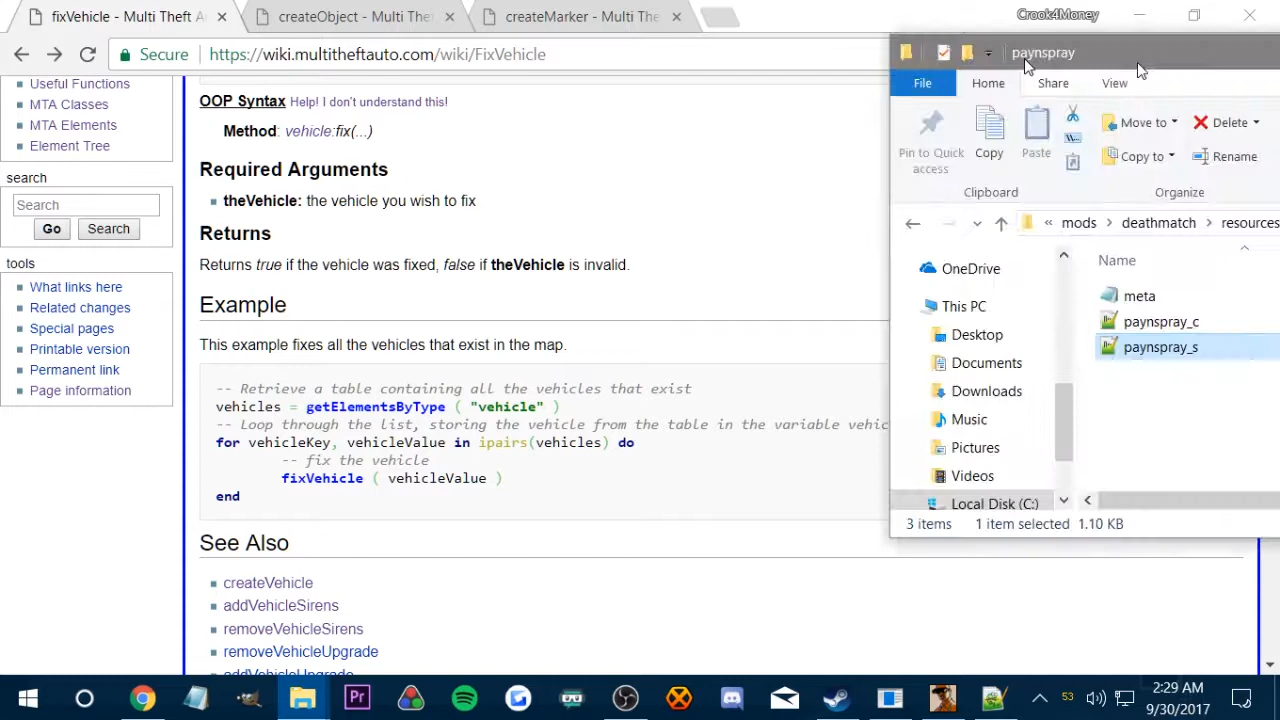 fixVehicle - Multi Theft A
createObject - Multi Thef
createMarker - Multi The
Crook4Money
Secure
https://wiki.multitheftauto.com/wiki/FixVehicle
Useful Functions
MTA Classes
MTA Elements
Element Tree
search
Search
Go
Search
tools
What links here
Related changes
Special pages
Printable version
Permanent link
Page information
OOP Syntax Help! I don't understand this!
Method: vehicle:fix(...)
Required Arguments
theVehicle: the vehicle you wish to fix
Returns
Returns true if the vehicle was fixed, false if theVehicle is invalid.
Example
This example fixes all the vehicles that exist in the map.
-- Retrieve a table containing all the vehicles that exist
vehicles = getElementsByType ( "vehicle" )
-- Loop through the list, storing the vehicle from the table in the variable vehic
for vehicleKey, vehicleValue in ipairs(vehicles) do
-- fix the vehicle
fixVehicle ( vehicleValue )
end
See Also
createVehicle
addVehicleSirens
removeVehicleSirens
removeVehicleUpgrade
paynspray
File
Home
Share
View
Pin to Quick access
Copy
Paste
Move to
Copy to
Delete
Rename
Clipboard
Organize
« mods > deathmatch > resources
OneDrive
This PC
Desktop
Documents
Downloads
Music
Pictures
Videos
Local Disk (C:)
Name
meta
paynspray_c
paynspray_s
3 items
1 item selected 1.10 KB
Pr
53
2:29 AM
9/30/2017